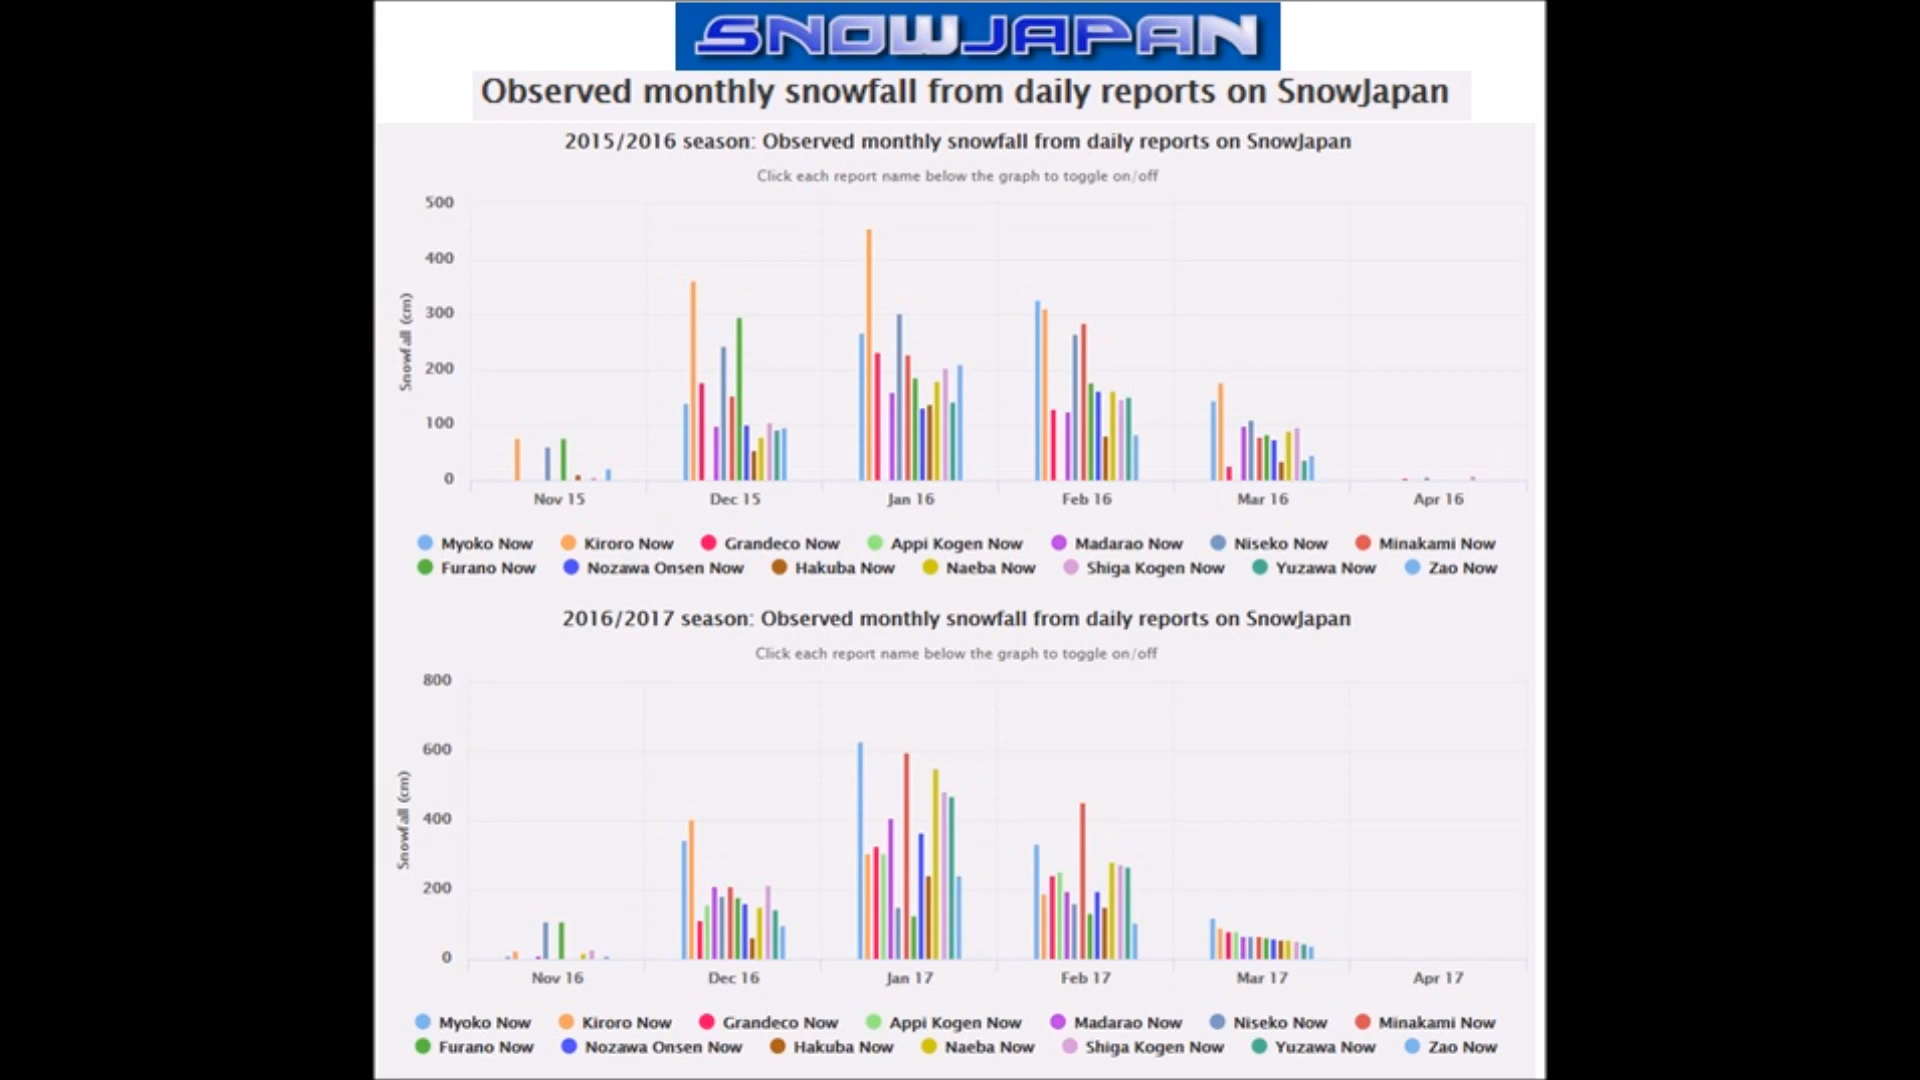 SNOWJAPAN
Observed monthly snowfall from daily reports on SnowJapan
2015/2016 season: Observed monthly snowfall from daily reports on SnowJapan
Click each report name below the graph to toggle on/off
Snowfall (cm)
500
400
300
200
100
0
Nov 15 Dec 15 Jan 16 Feb 16 Mar 16 Apr 16
Myoko Now Kiroro Now Grandeco Now Appi Kogen Now Madarao Now Niseko Now Minakami Now
Furano Now Nozawa Onsen Now Hakuba Now Naeba Now Shiga Kogen Now Yuzawa Now Zao Now
2016/2017 season: Observed monthly snowfall from daily reports on SnowJapan
Click each report name below the graph to toggle on/off
Snowfall (cm)
800
600
400
200
0
Nov 16 Dec 16 Jan 17 Feb 17 Mar 17 Apr 17
Myoko Now Kiroro Now Grandeco Now Appi Kogen Now Madarao Now Niseko Now Minakami Now
Furano Now Nozawa Onsen Now Hakuba Now Naeba Now Shiga Kogen Now Yuzawa Now Zao Now